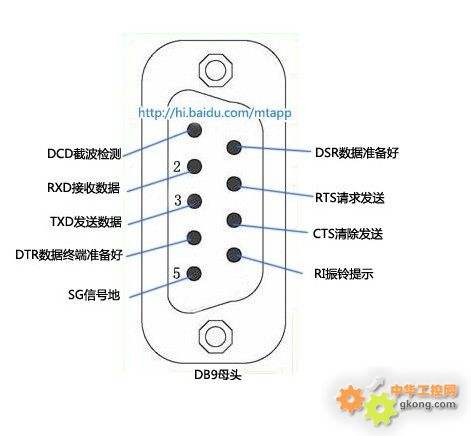 http://hi.baidu.com/mtapp
DCD截波检测
DSR数据准备好
2
RXD接收数据
RTS请求发送
3
TXD发送数据
CTS清除发送
DTR数据终端准备好
RI振铃提示
5
SG信号地
DB9母头
中华工控网
gkong.com